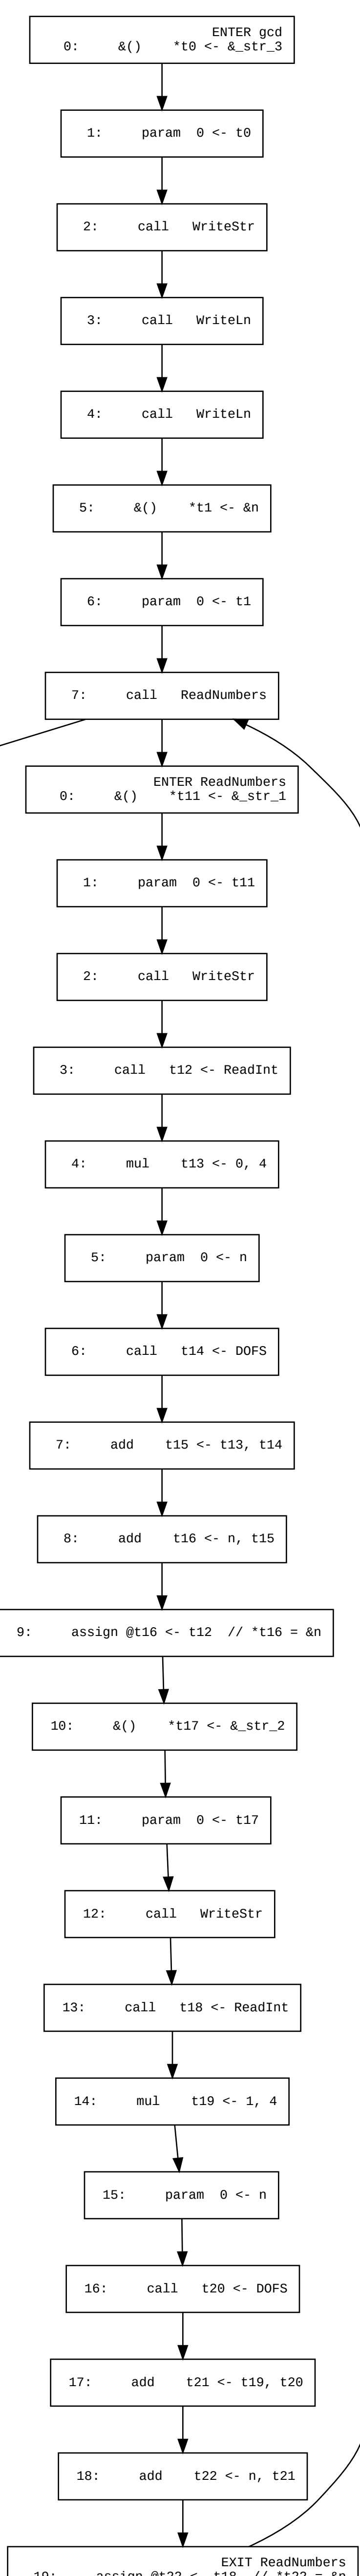 ENTER gcd
0: &() *t0 <- &_str_3
1: param 0 <- t0
2: call WriteStr
3: call WriteLn
4: call WriteLn
5: &() *t1 <- &n
6: param 0 <- t1
7: call ReadNumbers
ENTER ReadNumbers
0: &() *t11 <- &_str_1
1: param 0 <- t11
2: call WriteStr
3: call t12 <- ReadInt
4: mul t13 <- 0, 4
5: param 0 <- n
6: call t14 <- DOFS
7: add t15 <- t13, t14
8: add t16 <- n, t15
9: assign @t16 <- t12 // *t16 = &n
10: &() *t17 <- &_str_2
11: param 0 <- t17
12: call WriteStr
13: call t18 <- ReadInt
14: mul t19 <- 1, 4
15: param 0 <- n
16: call t20 <- DOFS
17: add t21 <- t19, t20
18: add t22 <- n, t21
EXIT ReadNumbers
19: assign @t22 <- t18 // *t22 = &n